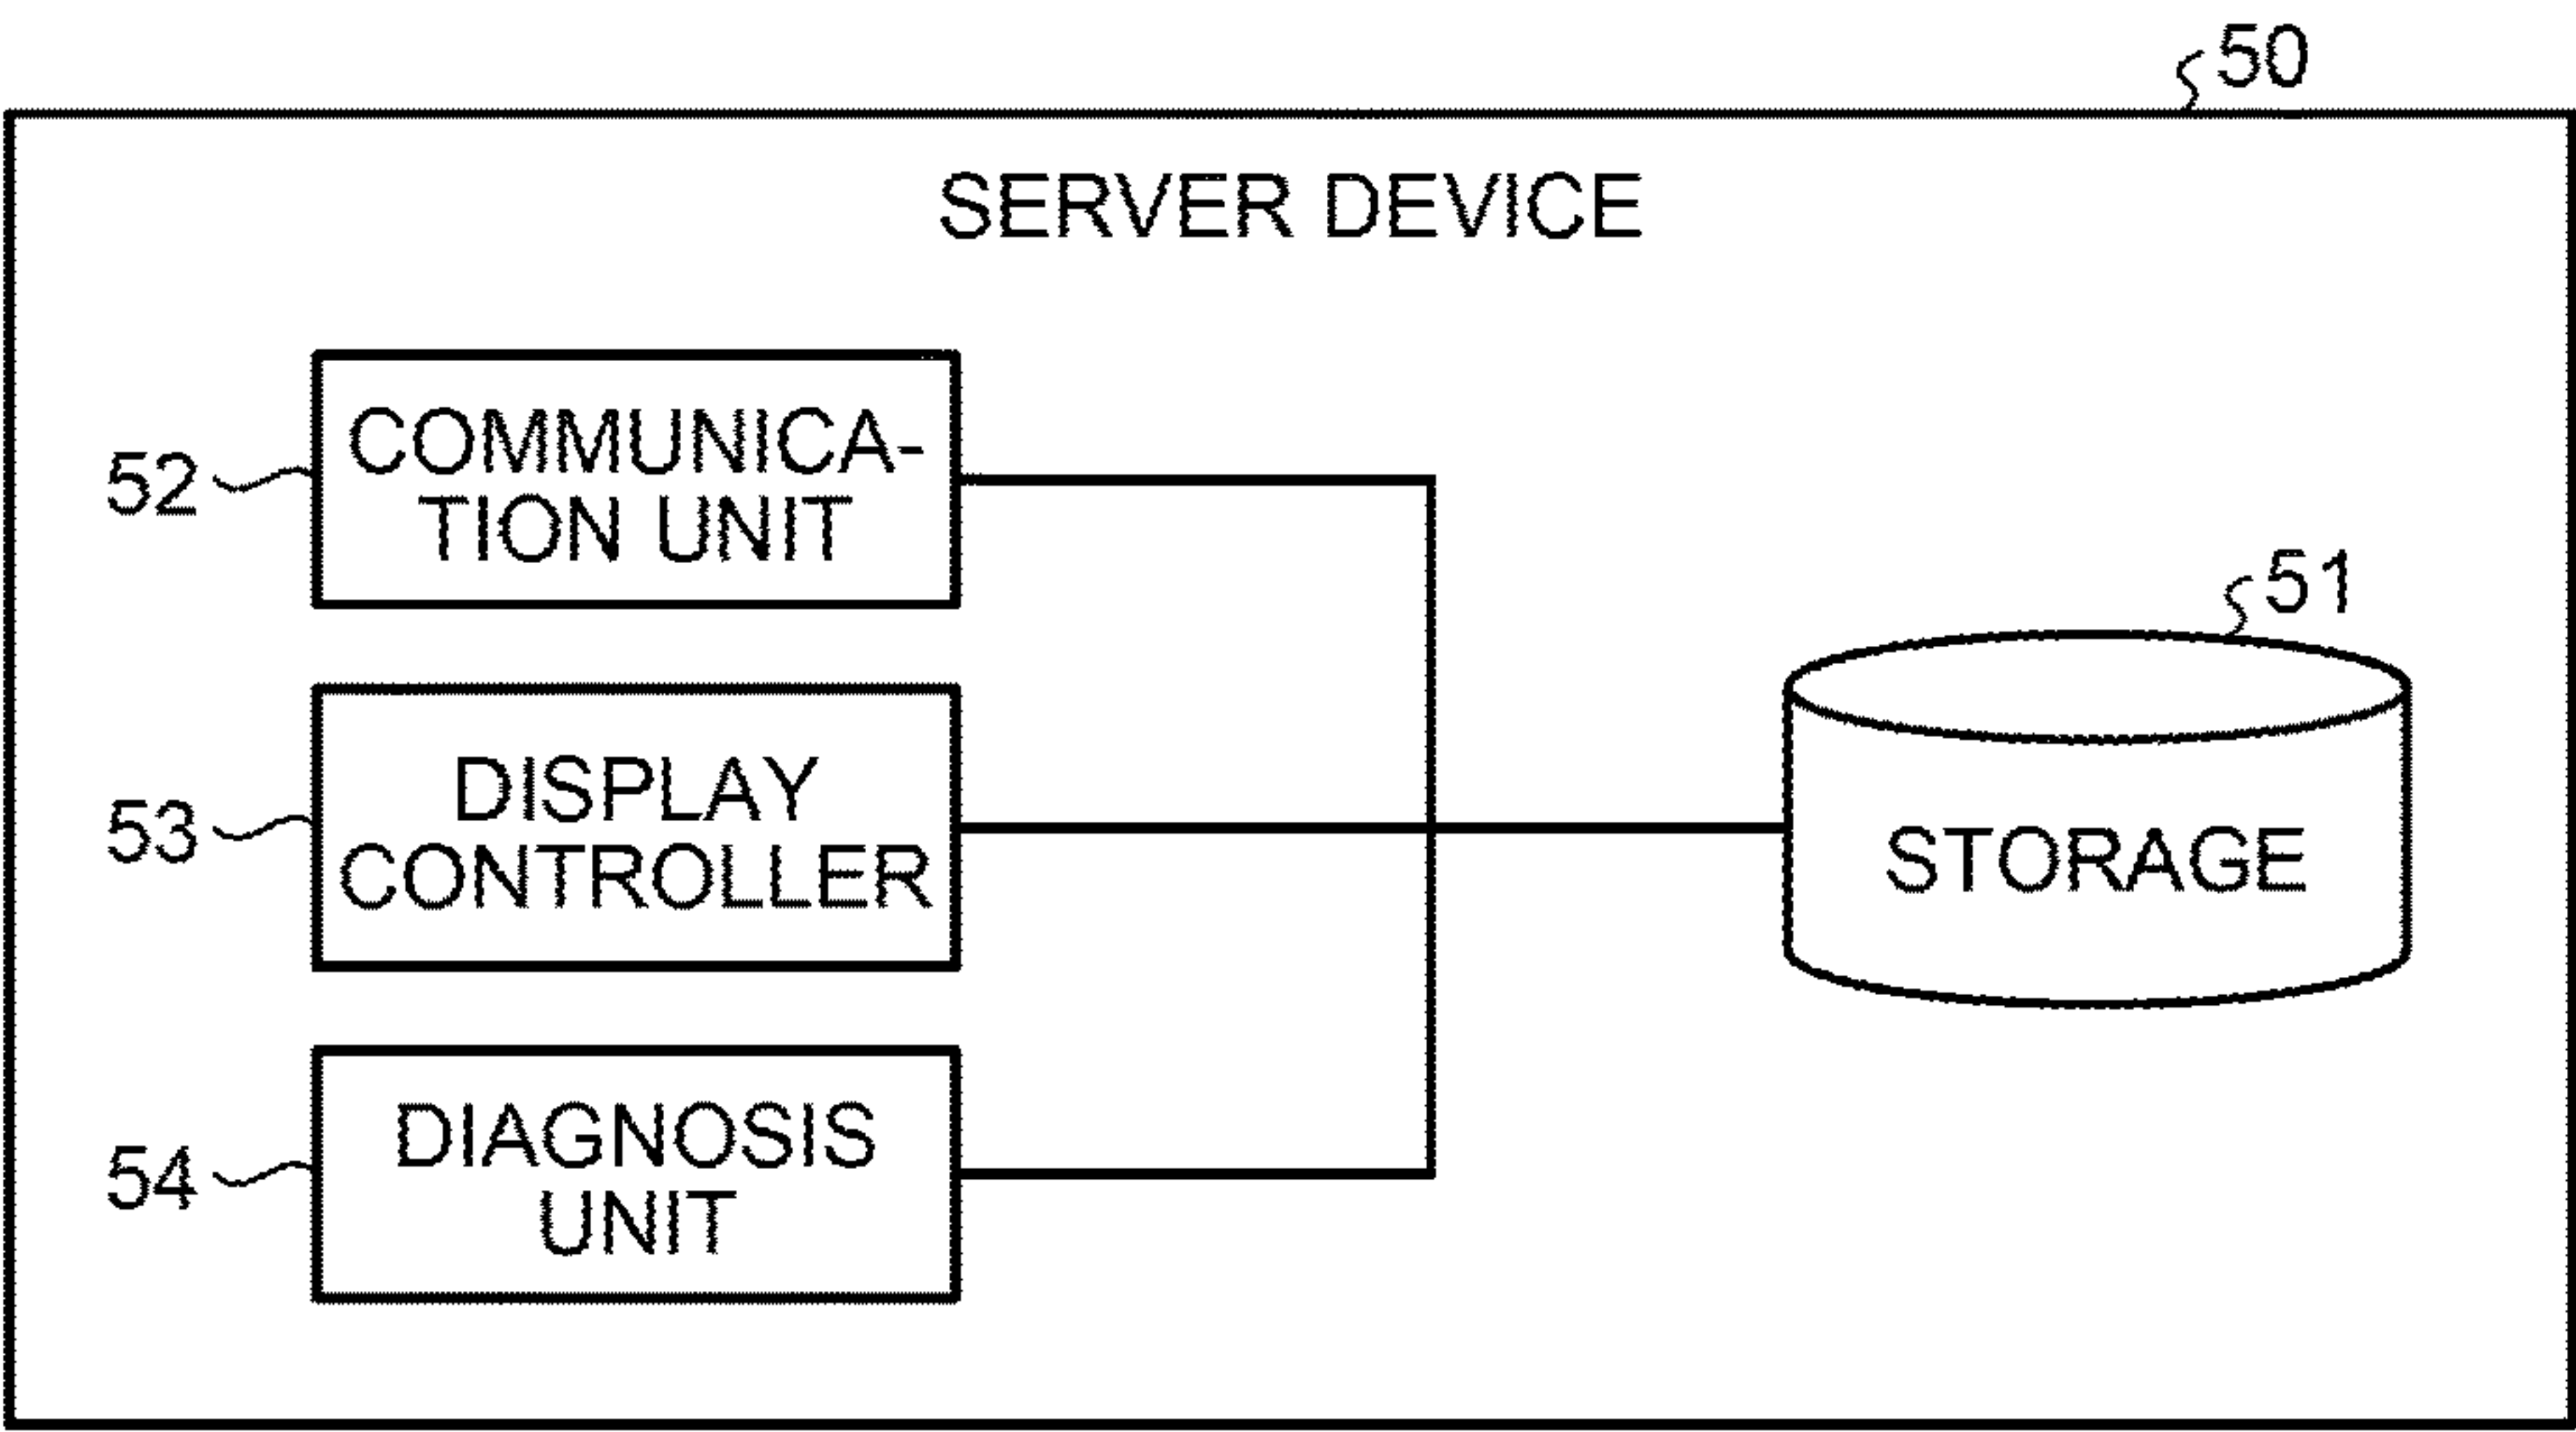 50
SERVER DEVICE
52
COMMUNICA-
TION UNIT
51
53
DISPLAY
CONTROLLER
STORAGE
54
DIAGNOSIS
UNIT